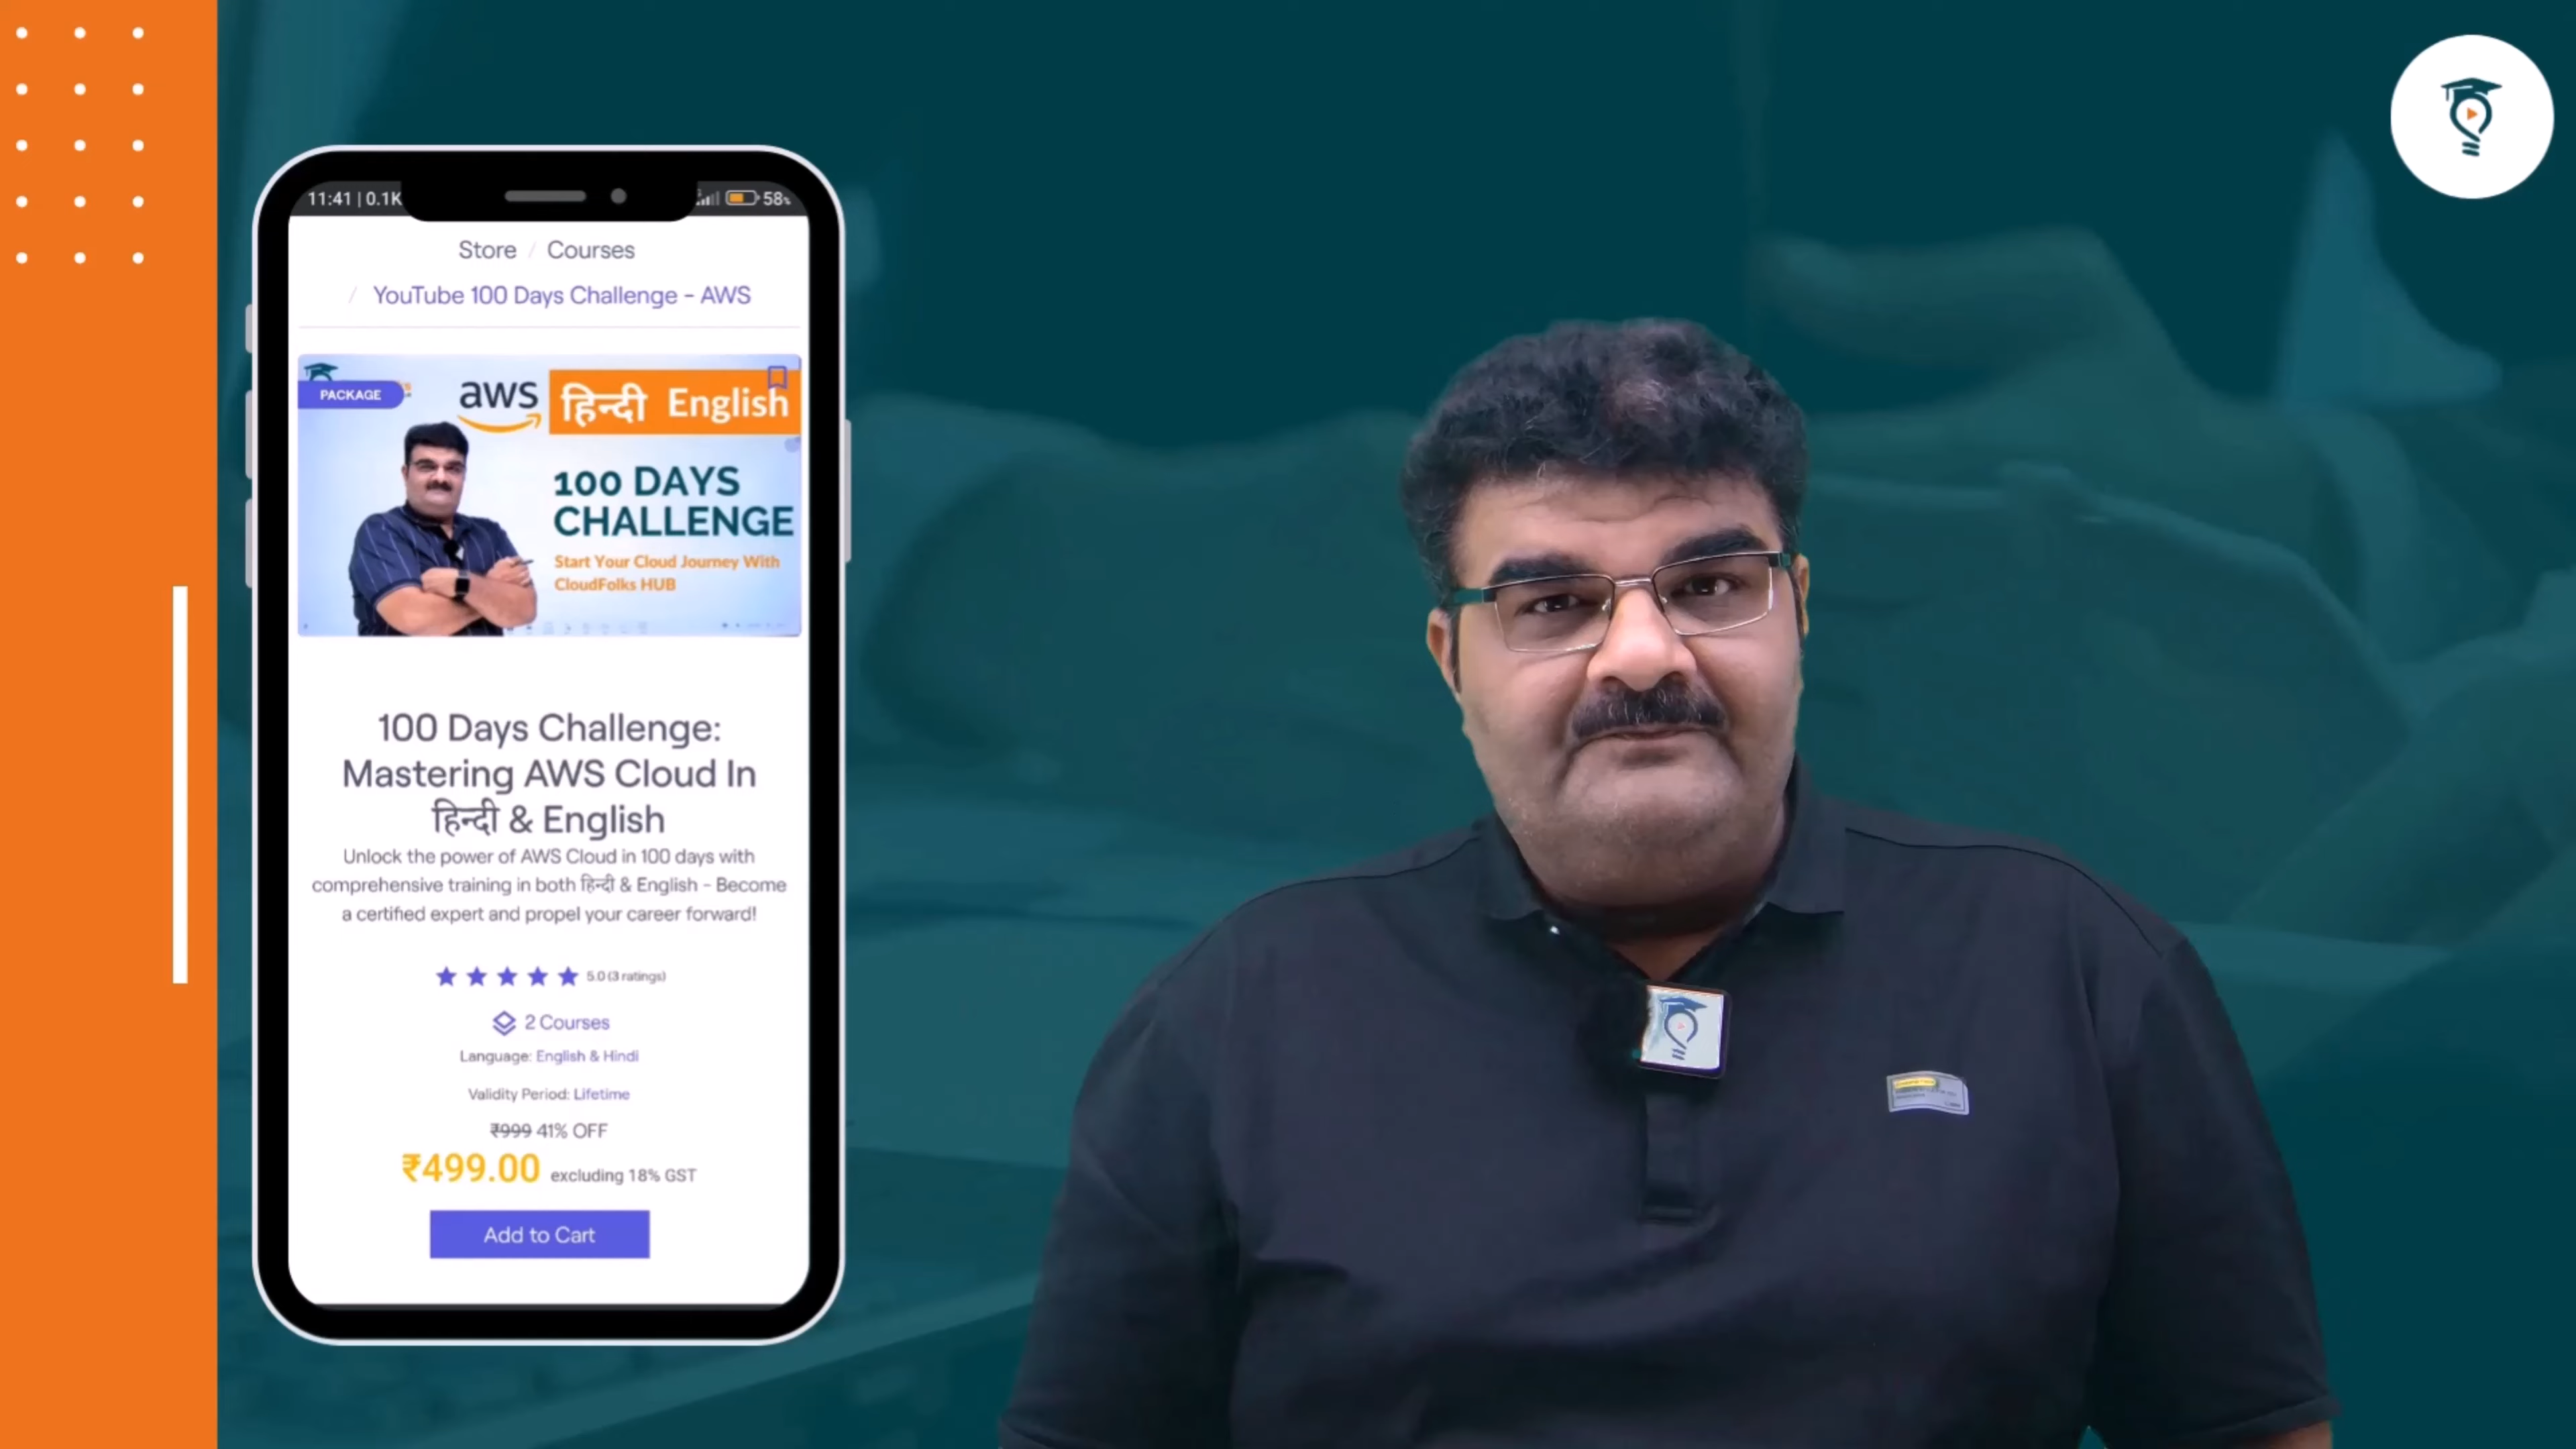 11:41 | 0.1K
58%
Store / Courses
/ YouTube 100 Days Challenge - AWS
PACKAGE
aws
हिन्दी English
100 DAYS
CHALLENGE
Start Your Cloud Journey With
CloudFolks HUB
100 Days Challenge:
Mastering AWS Cloud In
हिन्दी & English
Unlock the power of AWS Cloud in 100 days with
comprehensive training in both हिन्दी & English - Become
a certified expert and propel your career forward!
5.0 (3 ratings)
2 Courses
Language: English & Hindi
Validity Period: Lifetime
₹999 41% OFF
₹499.00 excluding 18% GST
Add to Cart